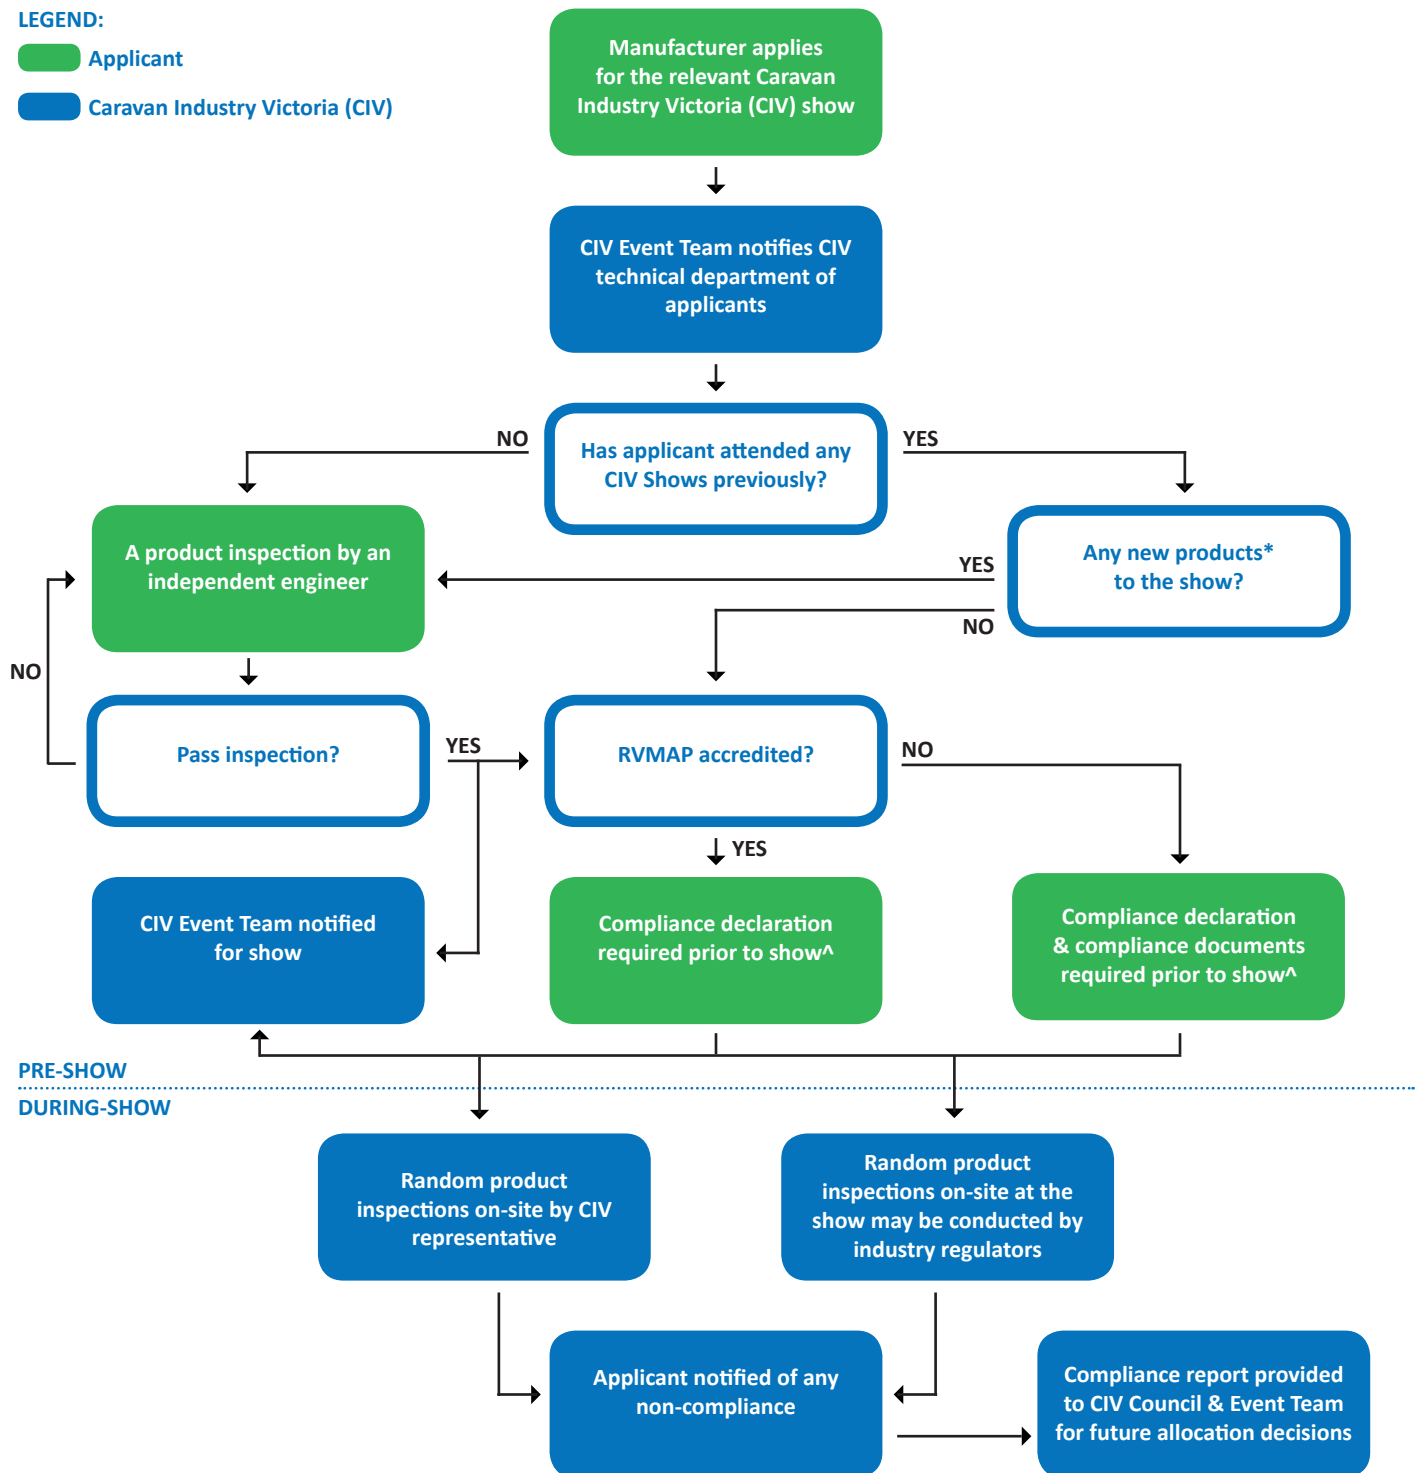 LEGEND:
Applicant
Caravan Industry Victoria (CIV)
Manufacturer applies
for the relevant Caravan
Industry Victoria (CIV) show
CIV Event Team notifies CIV
technical department of
applicants
NO
Has applicant attended any
CIV Shows previously?
YES
A product inspection by an
independent engineer
YES
Any new products*
to the show?
NO
NO
Pass inspection?
YES
RVMAP accredited?
NO
YES
CIV Event Team notified
for show
Compliance declaration
required prior to show^
Compliance declaration
& compliance documents
required prior to show^
PRE-SHOW
DURING-SHOW
Random product
inspections on-site by CIV
representative
Random product
inspections on-site at the
show may be conducted by
industry regulators
Applicant notified of any
non-compliance
Compliance report provided
to CIV Council & Event Team
for future allocation decisions